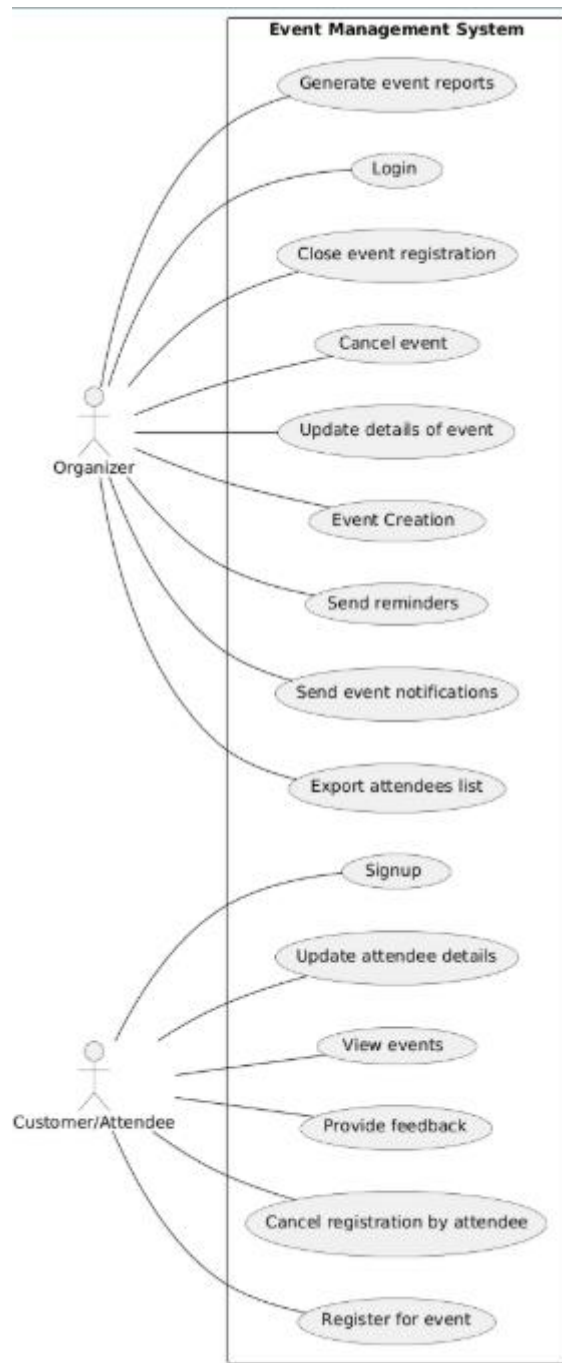 Event Management System
Generate event reports
Login
Close event registration
Cancel event
Update details of event
Organizer
Event Creation
Send reminders
Send event notifications
Export attendees list
Signup
Update attendee details
View events
Customer/Attendee
Provide feedback
Cancel registration by attendee
Register for event